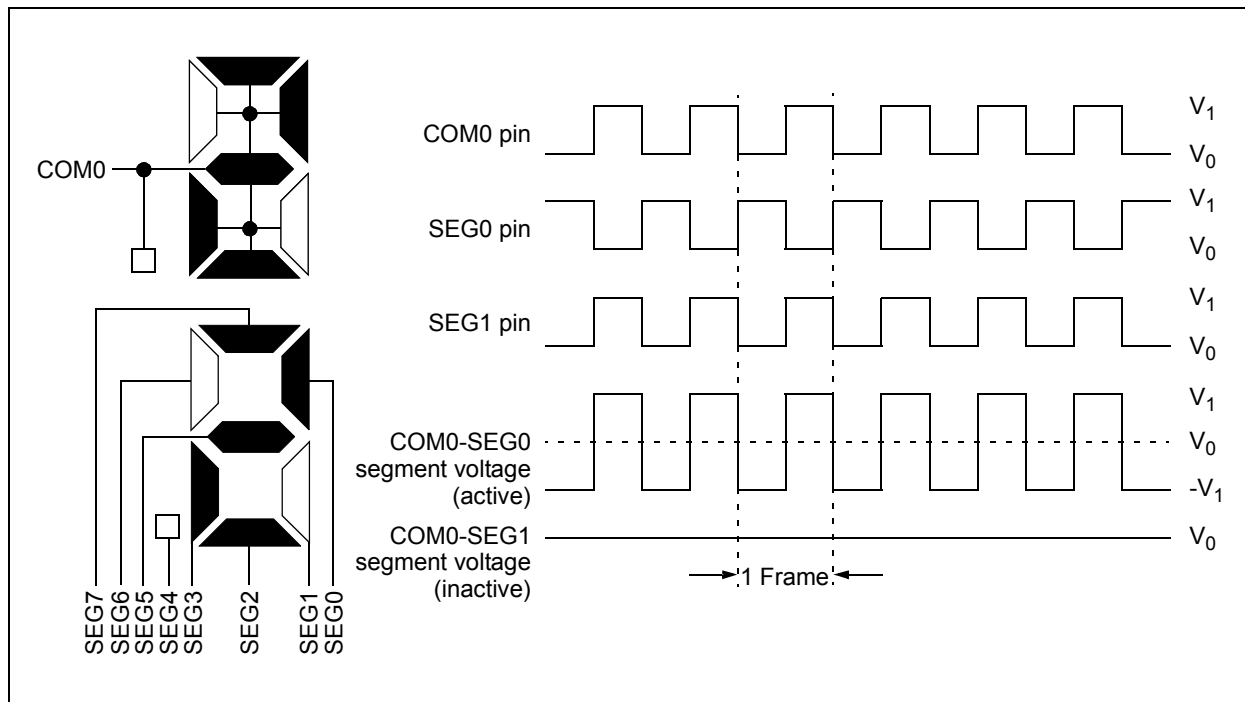 COM0
COM0 pin
V1
V0
SEG0 pin
V1
V0
SEG1 pin
V1
V0
COM0-SEG0
segment voltage
(active)
V1
V0
-V1
COM0-SEG1
segment voltage
(inactive)
V0
1 Frame
SEG7
SEG6
SEG5
SEG4
SEG3
SEG2
SEG1
SEG0